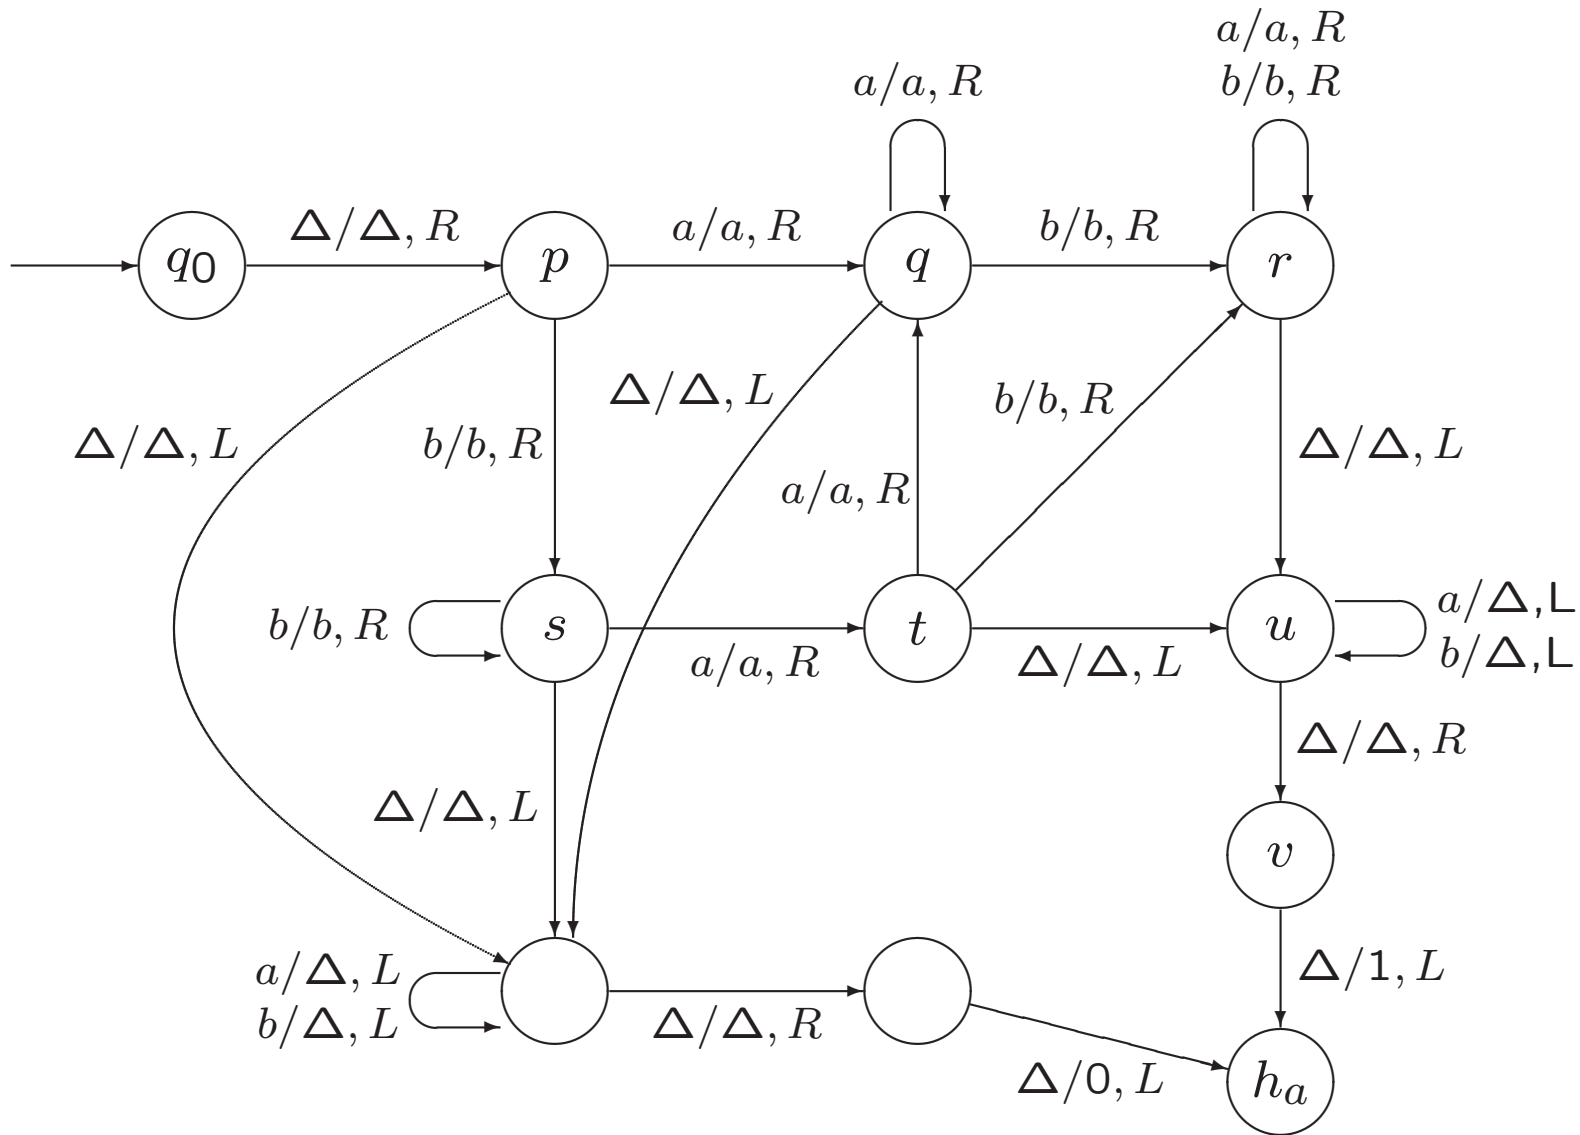 a/a, R
a/a, R
b/b, R
Δ/Δ, R
a/a, R
b/b, R
q0
p
q
r
Δ/Δ, L
b/b, R
Δ/Δ, L
b/b, R
Δ/Δ, L
a/a, R
b/b, R
s
t
u
a/Δ,L
b/Δ,L
a/a, R
Δ/Δ, L
Δ/Δ, R
Δ/Δ, L
v
a/Δ, L
b/Δ, L
Δ/Δ, R
Δ/1, L
Δ/0, L
ha